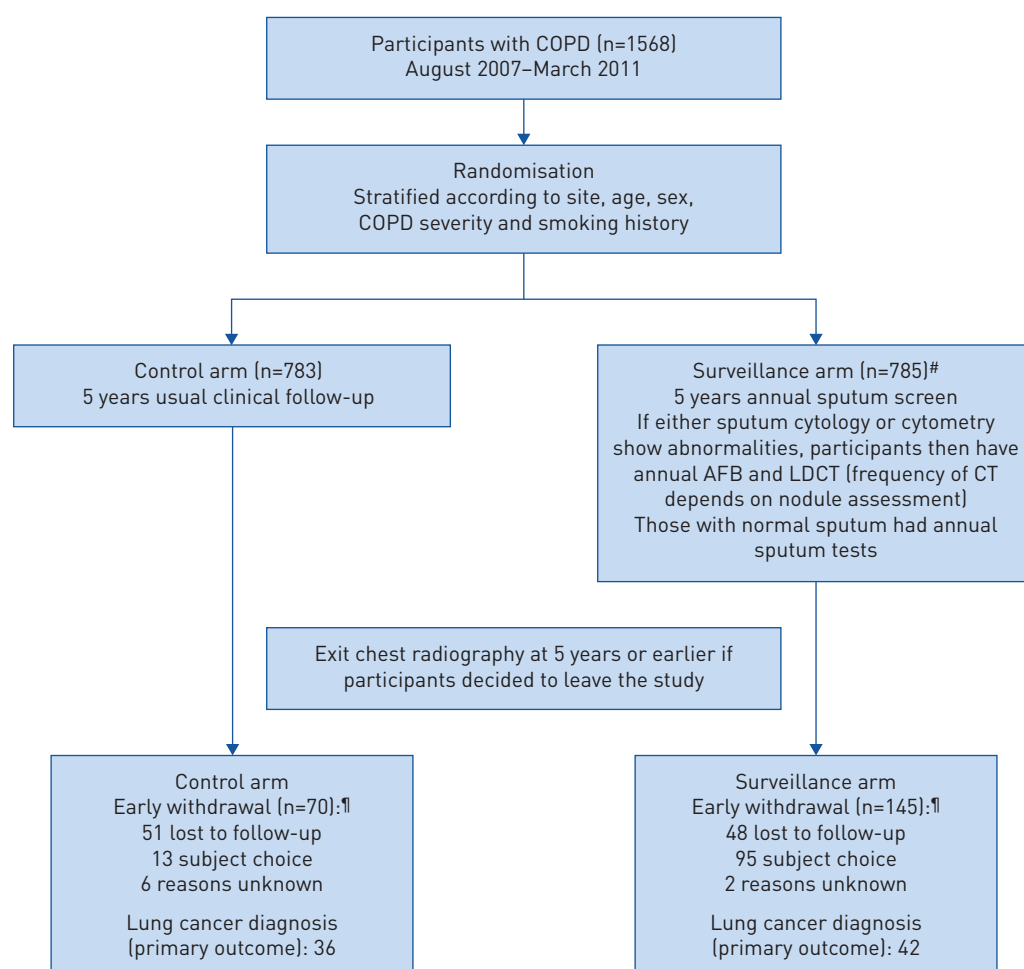 Participants with COPD (n=1568)
August 2007–March 2011
Randomisation
Stratified according to site, age, sex,
COPD severity and smoking history
Control arm (n=783)
5 years usual clinical follow-up
Surveillance arm (n=785)#
5 years annual sputum screen
If either sputum cytology or cytometry
show abnormalities, participants then have
annual AFB and LDCT (frequency of CT
depends on nodule assessment)
Those with normal sputum had annual
sputum tests
Exit chest radiography at 5 years or earlier if
participants decided to leave the study
Control arm
Early withdrawal (n=70):¶
51 lost to follow-up
13 subject choice
6 reasons unknown
Lung cancer diagnosis
(primary outcome): 36
Surveillance arm
Early withdrawal (n=145):¶
48 lost to follow-up
95 subject choice
2 reasons unknown
Lung cancer diagnosis
(primary outcome): 42